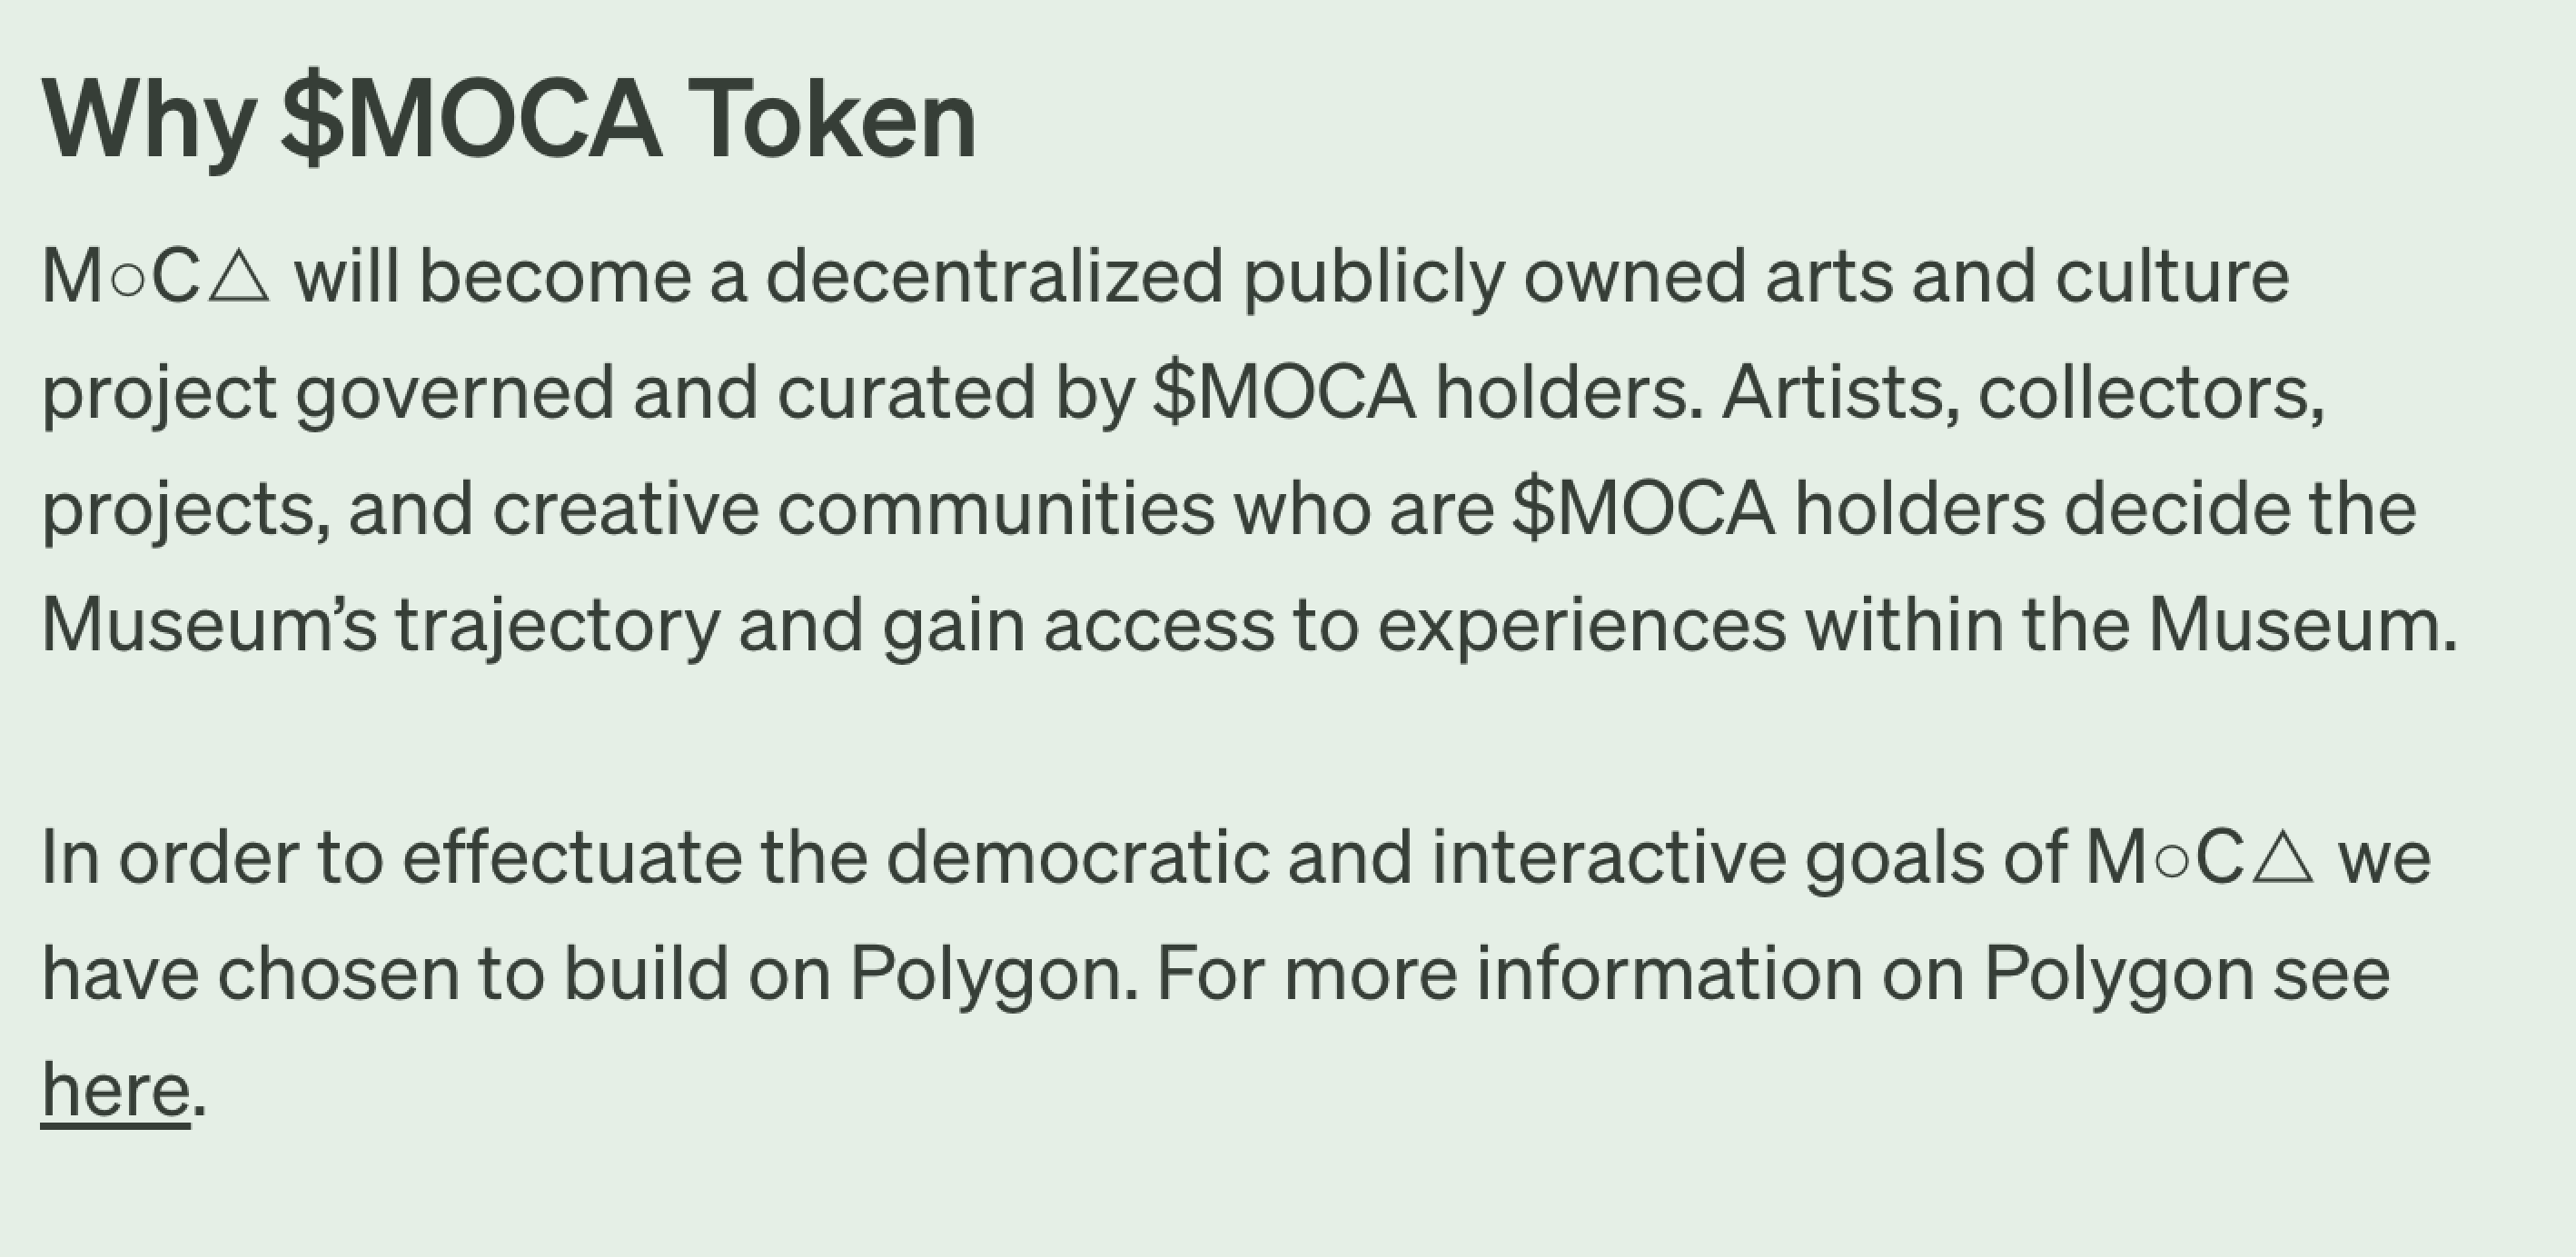 Why $MOCA Token
M○C△ will become a decentralized publicly owned arts and culture
project governed and curated by $MOCA holders. Artists, collectors,
projects, and creative communities who are $MOCA holders decide the
Museum’s trajectory and gain access to experiences within the Museum.
In order to effectuate the democratic and interactive goals of M○C△ we
have chosen to build on Polygon. For more information on Polygon see
here.